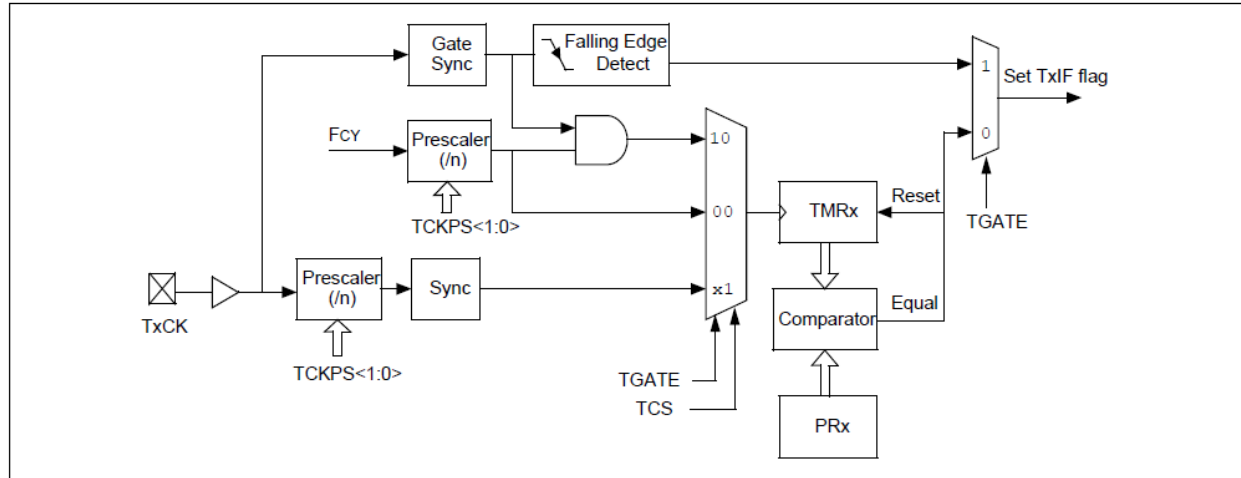 Gate
Sync
Falling Edge
Detect
1
Set TxIF flag
0
TGATE
FCY
Prescaler
(/n)
TCKPS<1:0>
10
00
x1
TMRx
Reset
TxCK
Prescaler
(/n)
Sync
TCKPS<1:0>
Comparator
Equal
TGATE
TCS
PRx